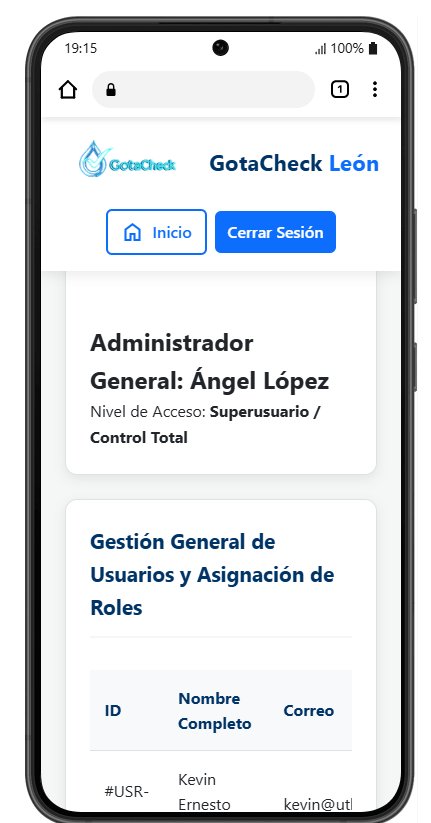 19:15
100%
1
GotaCheck
GotaCheck León
Inicio
Cerrar Sesión
Administrador
General: Ángel López
Nivel de Acceso: Superusuario /
Control Total
Gestión General de
Usuarios y Asignación de
Roles
ID
Nombre
Completo
Correo
#USR-
Kevin
Ernesto
kevin@utl